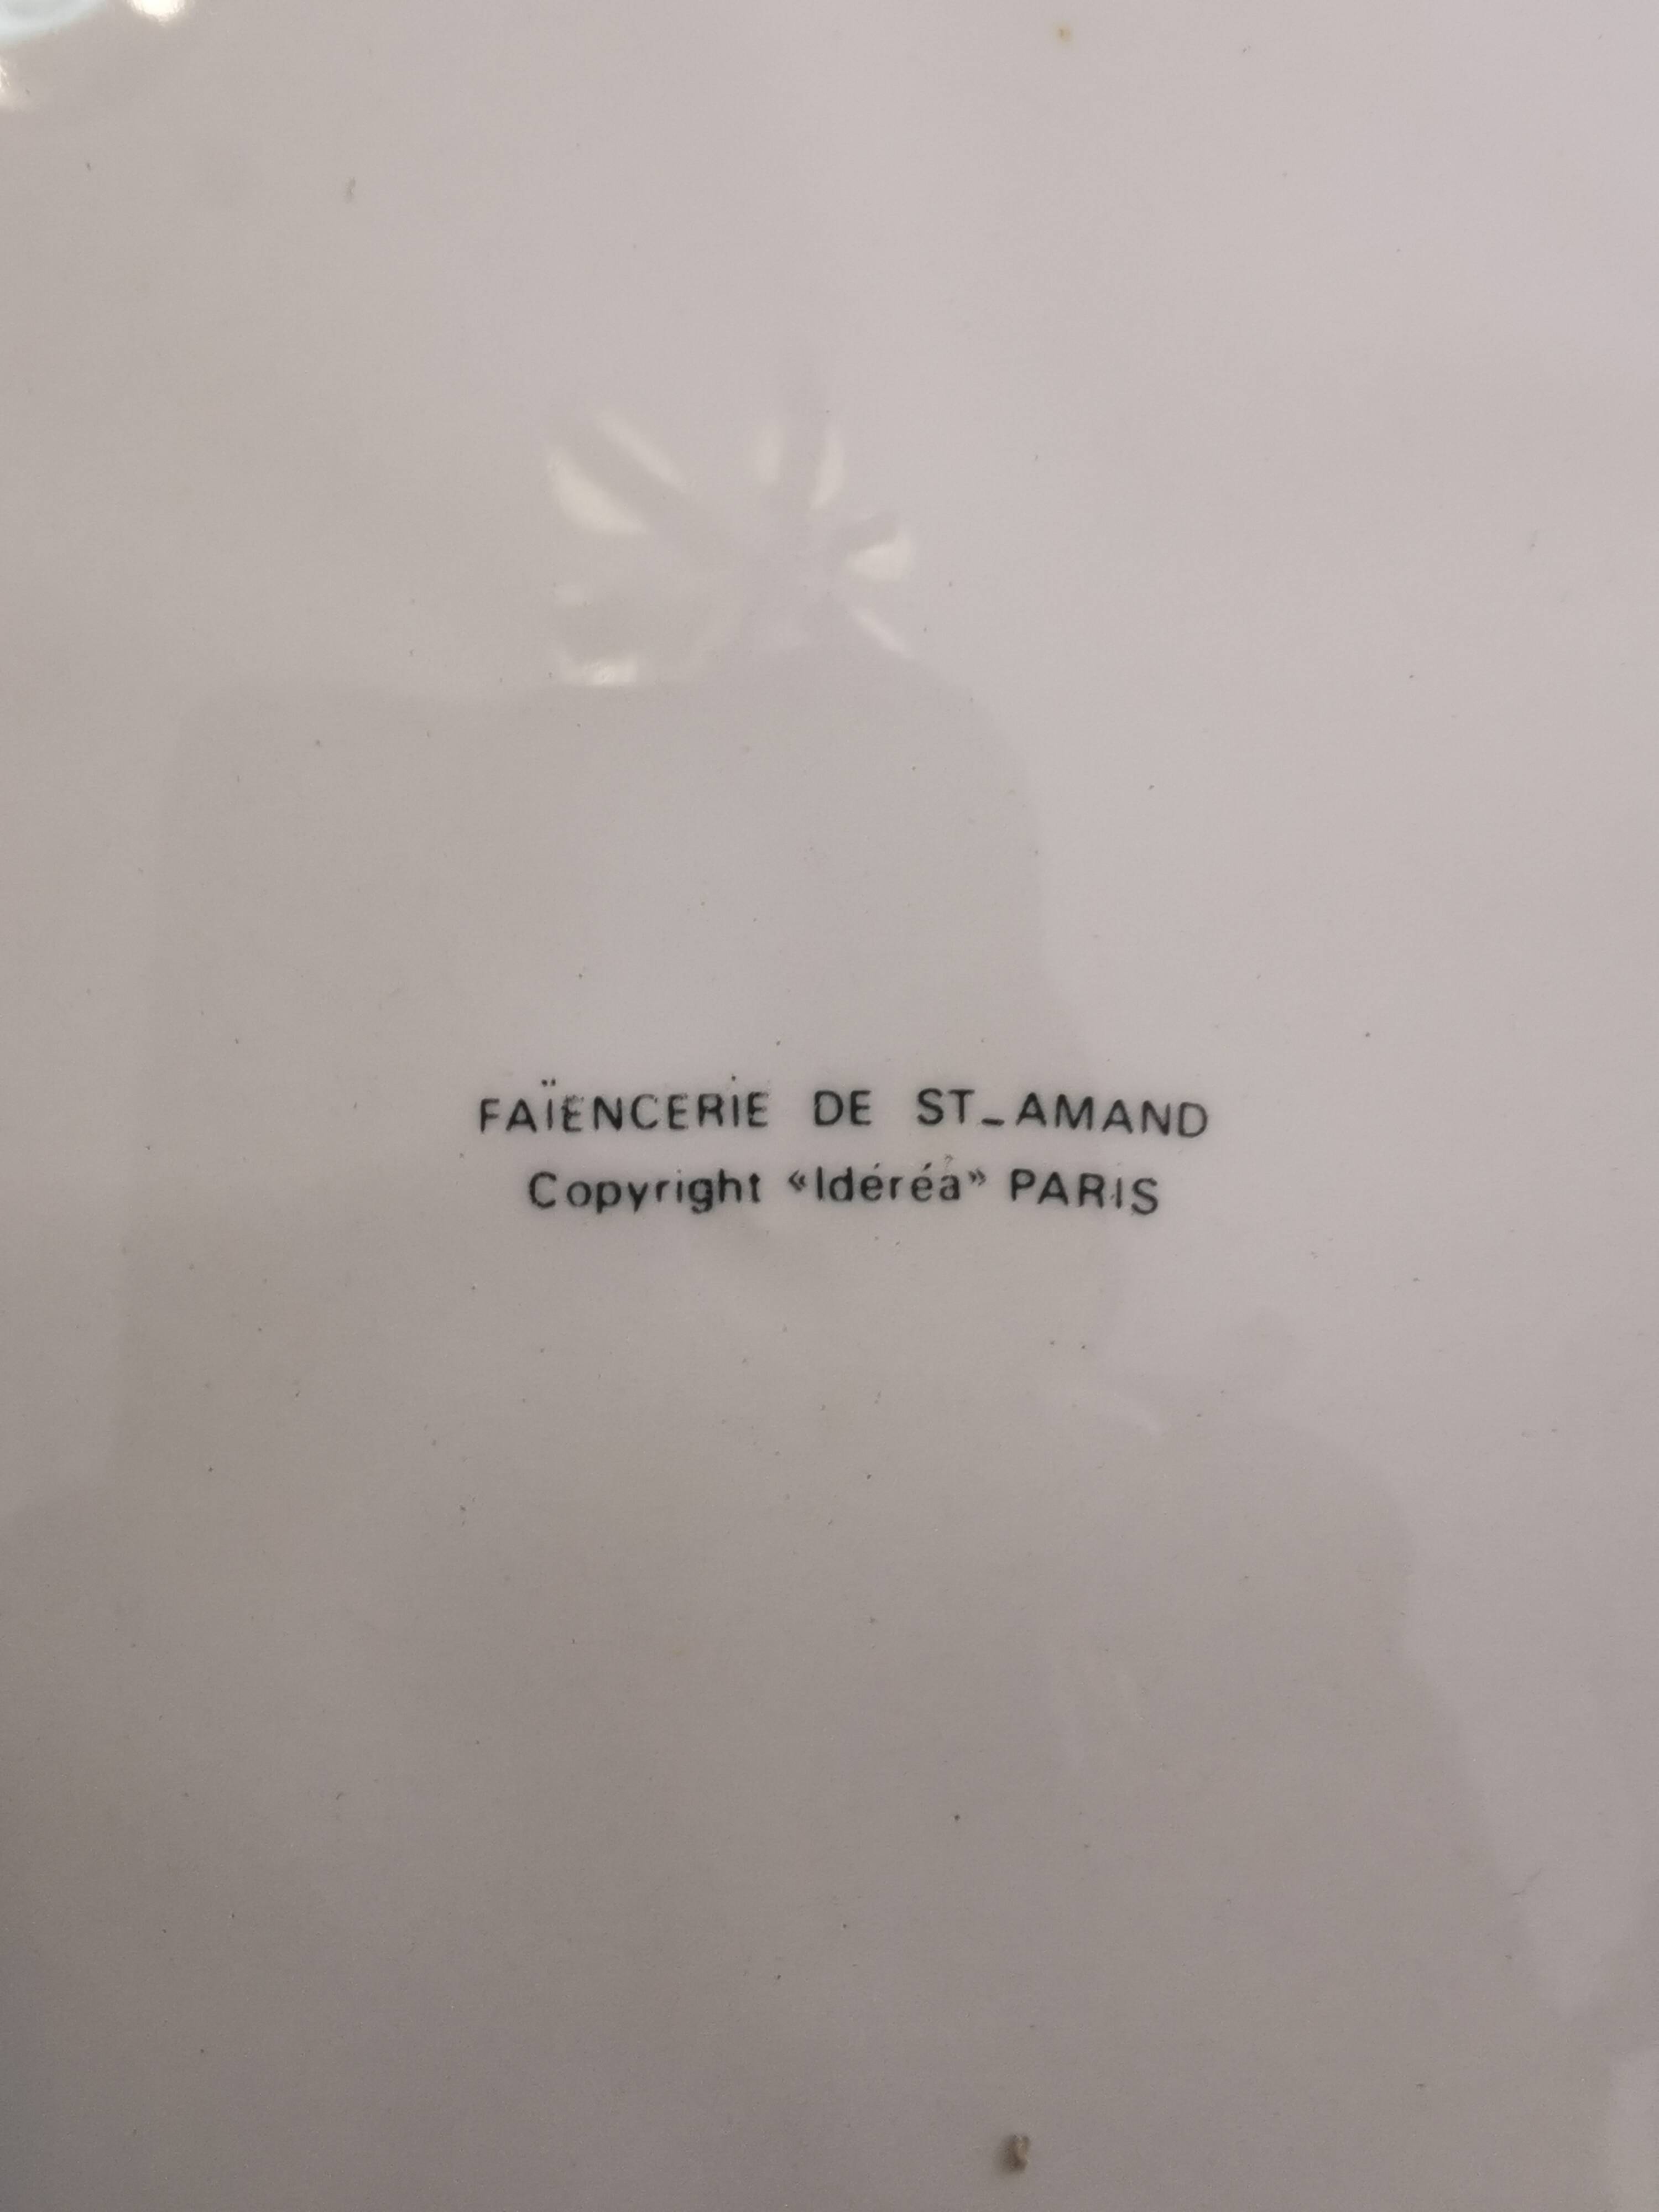 FAÏENCERIE DE ST_AMAND
Copyright «Idéréa» PARIS